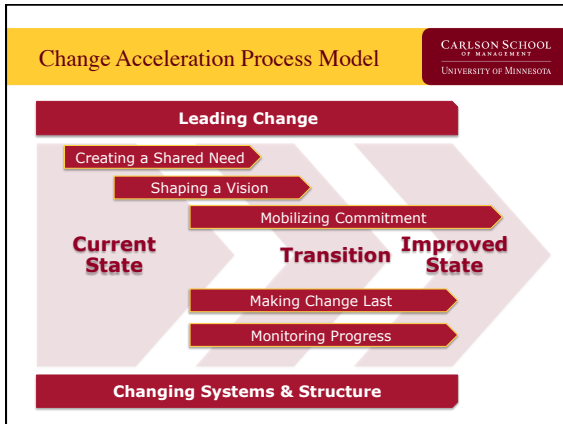 Change Acceleration Process Model
CARLSON SCHOOL
OF MANAGEMENT
UNIVERSITY OF MINNESOTA
Leading Change
Creating a Shared Need
Shaping a Vision
Mobilizing Commitment
Current
State
Transition
Improved
State
Making Change Last
Monitoring Progress
Changing Systems & Structure